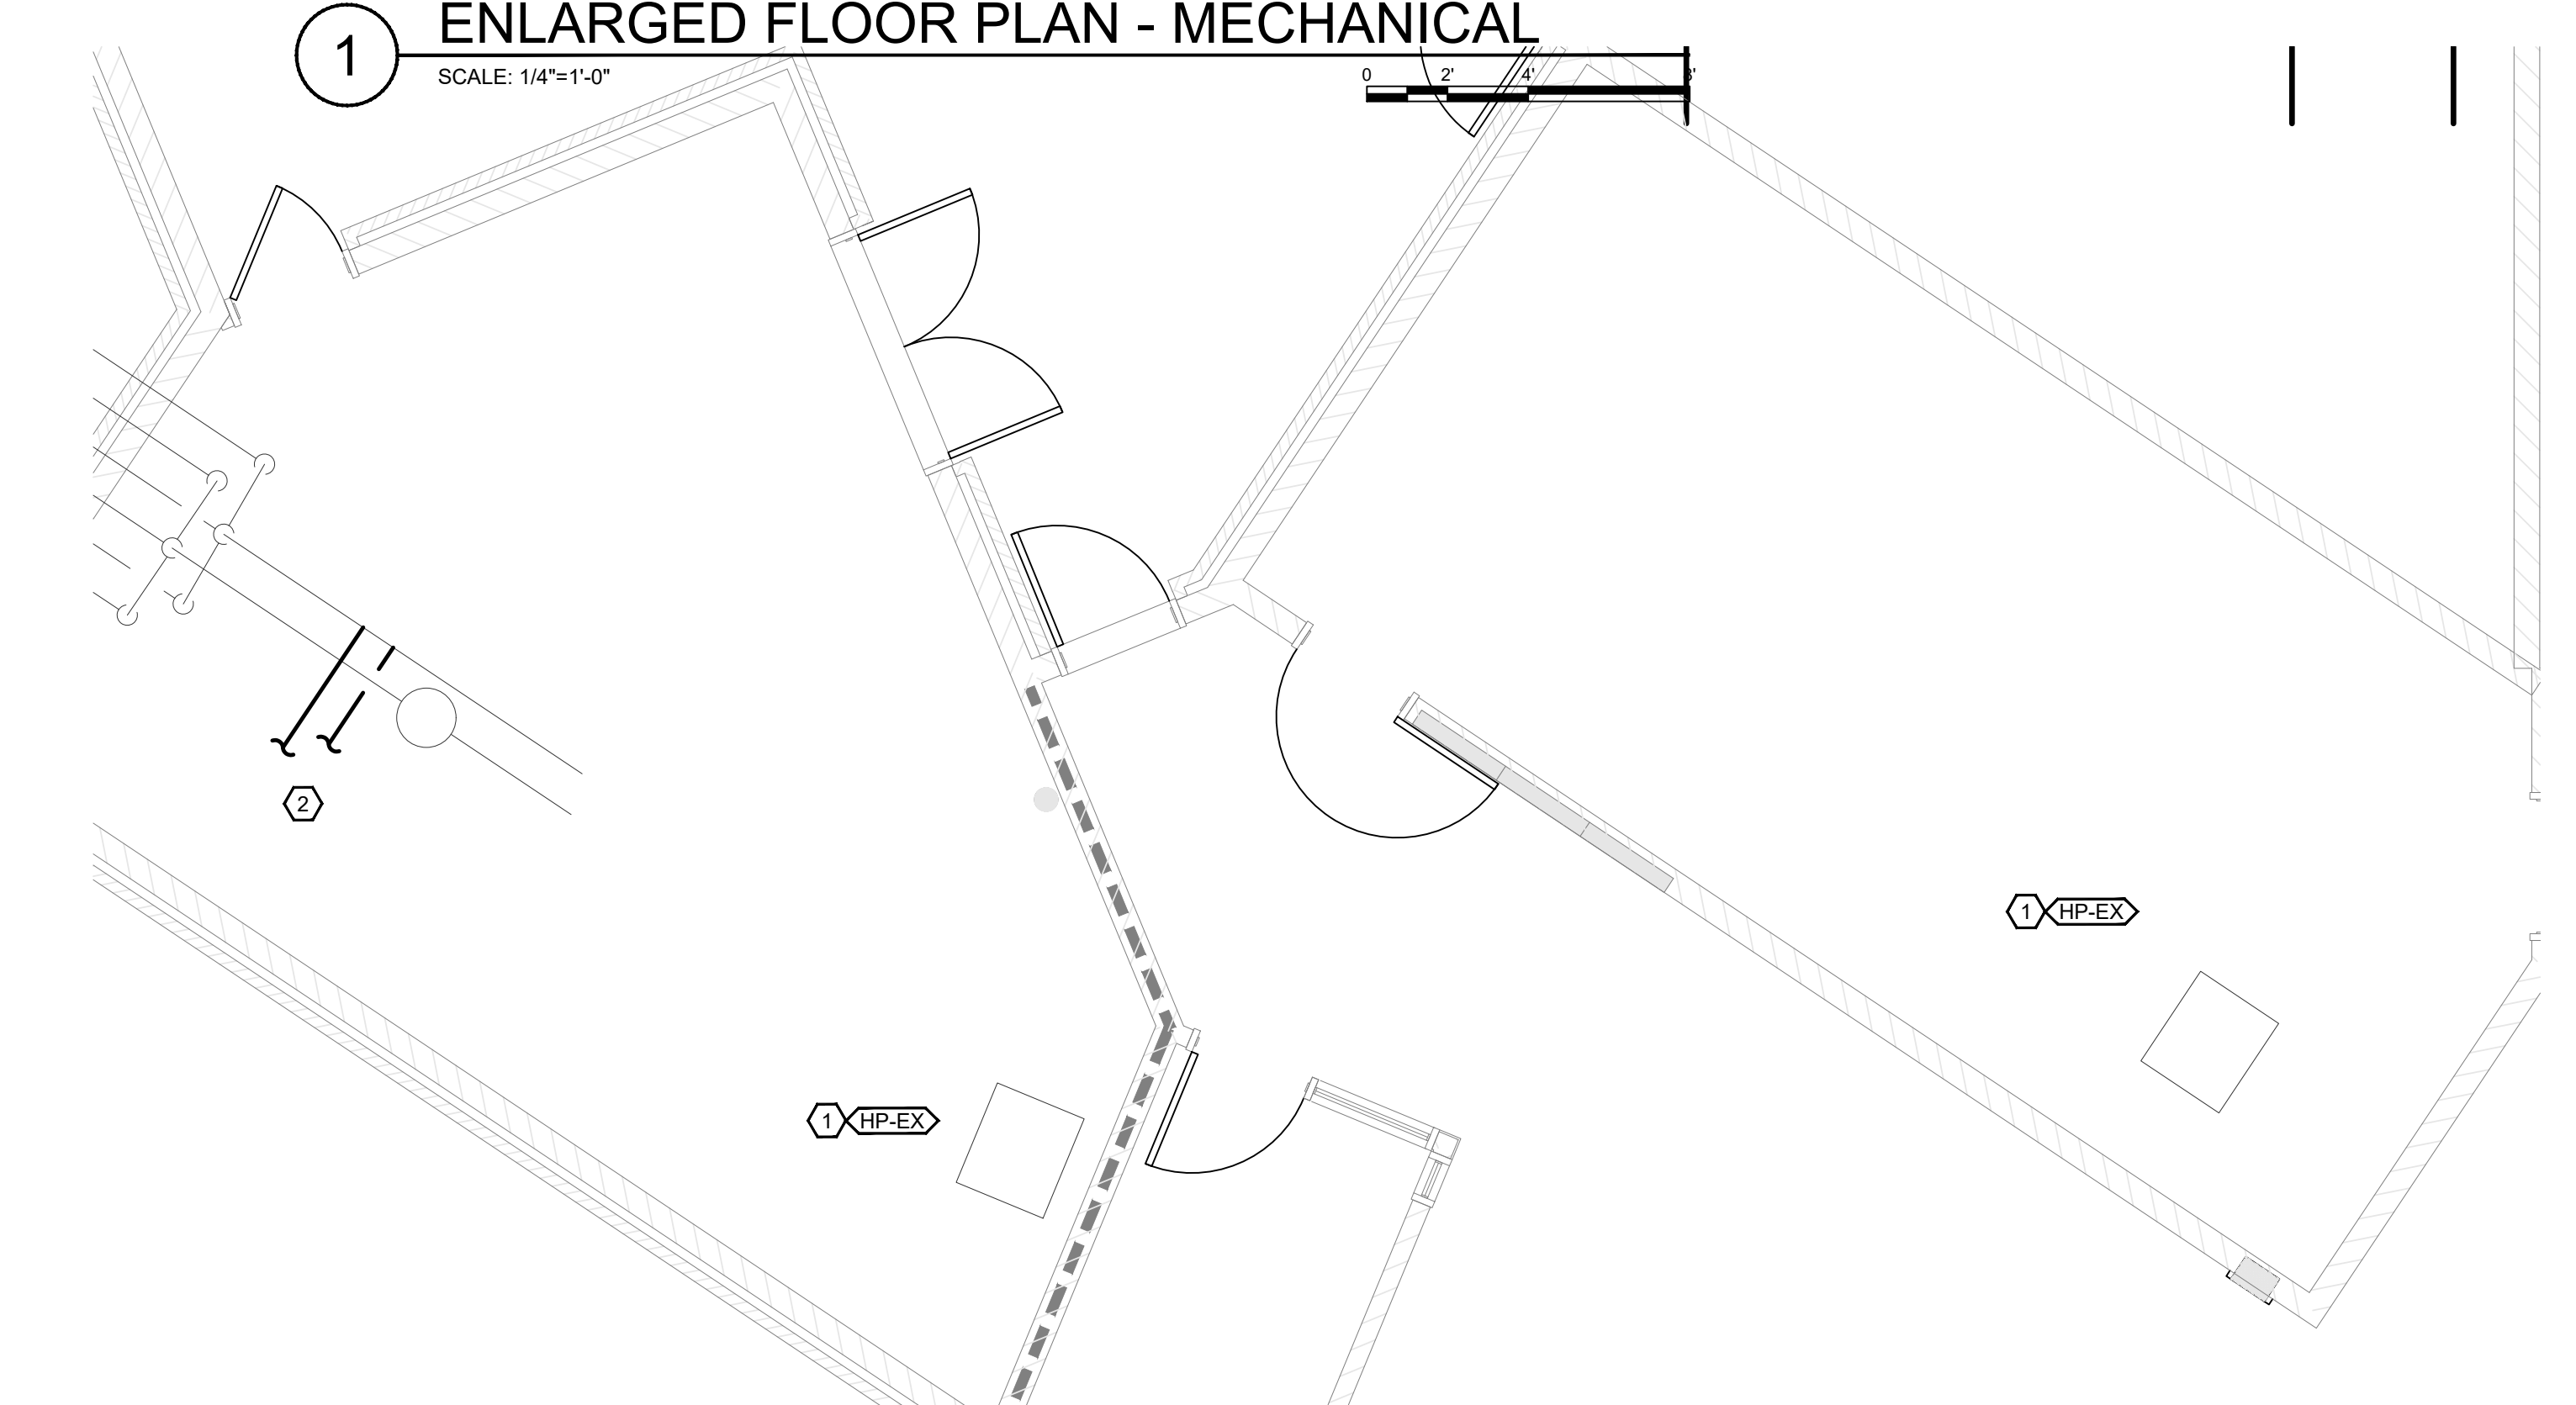 1
ENLARGED FLOOR PLAN - MECHANICAL
SCALE: 1/4"=1'-0"
0 2' 4' 8'
2
1 HP-EX
1 HP-EX